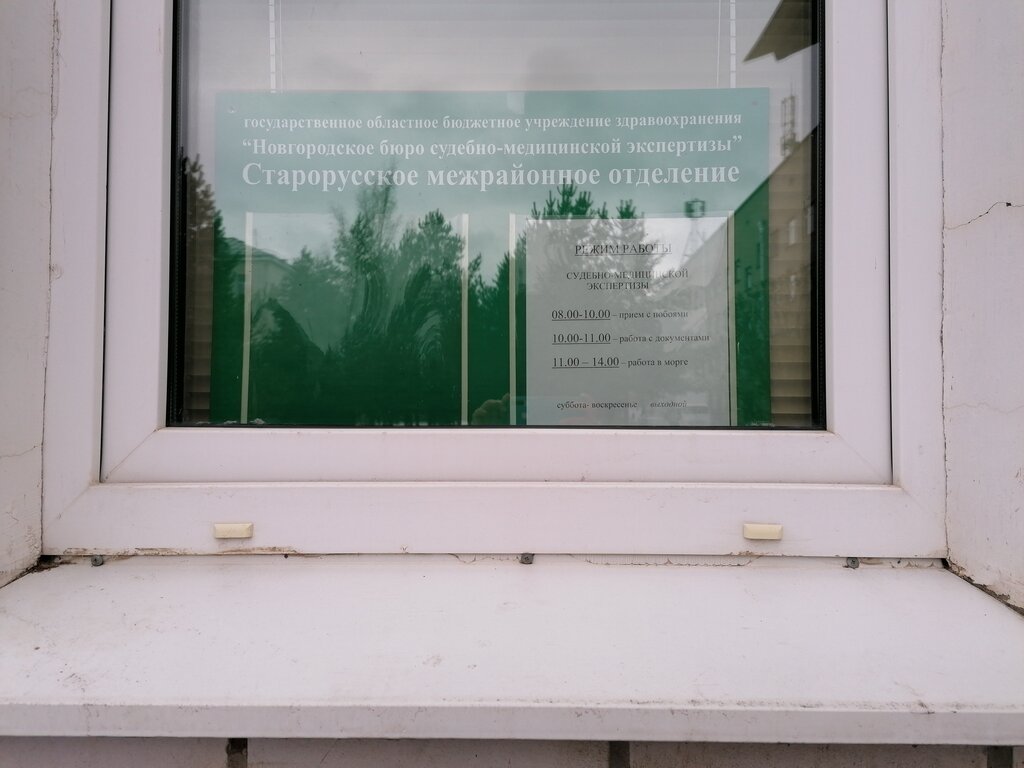 государственное областное бюджетное учреждение здравоохранения
“Новгородское бюро судебно-медицинской экспертизы”
Старорусское межрайонное отделение
РЕЖИМ РАБОТЫ
СУДЕБНО-МЕДИЦИНСКОЙ
ЭКСПЕРТИЗЫ
08.00-10.00 – прием с побоями
10.00-11.00 – работа с документами
11.00 – 14.00 – работа в морге
суббота- воскресенье выходной